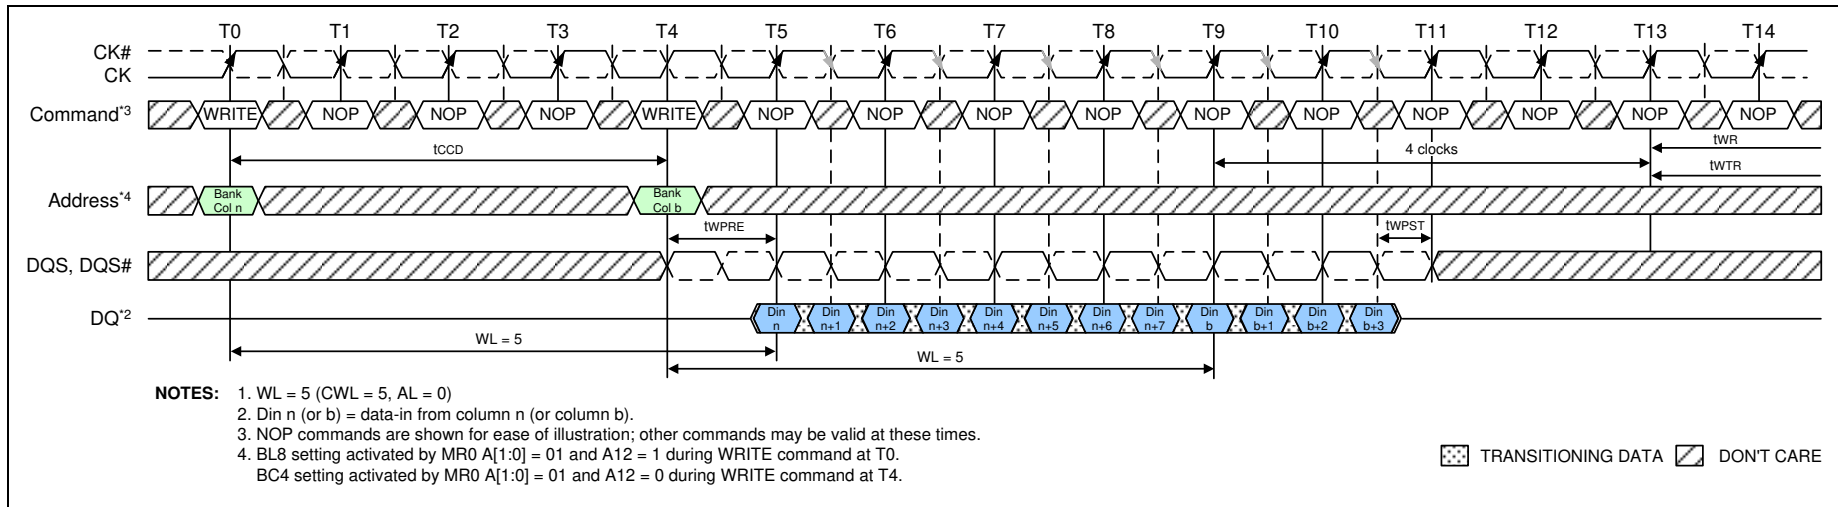 T0 T1 T2 T3 T4 T5 T6 T7 T8 T9 T10 T11 T12 T13 T14
CK#
CK
Command*3 WRITE NOP NOP NOP WRITE NOP NOP NOP NOP NOP NOP NOP NOP NOP NOP
tCCD 4 clocks tWR
tWTR
Address*4 Bank Col n Bank Col b
tWPRE tWPST
DQS, DQS#
DQ*2 Din n Din n+1 Din n+2 Din n+3 Din n+4 Din n+5 Din n+6 Din n+7 Din b Din b+1 Din b+2 Din b+3
WL = 5
WL = 5
NOTES: 1. WL = 5 (CWL = 5, AL = 0)
2. Din n (or b) = data-in from column n (or column b).
3. NOP commands are shown for ease of illustration; other commands may be valid at these times.
4. BL8 setting activated by MR0 A[1:0] = 01 and A12 = 1 during WRITE command at T0.
BC4 setting activated by MR0 A[1:0] = 01 and A12 = 0 during WRITE command at T4.
TRANSITIONING DATA DON'T CARE